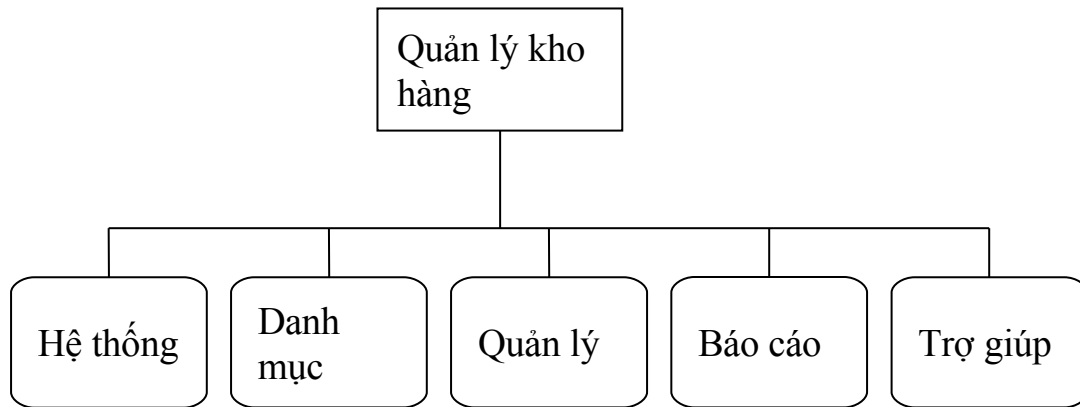 Quản lý kho
hàng
Hệ thống
Danh
mục
Quản lý
Báo cáo
Trợ giúp